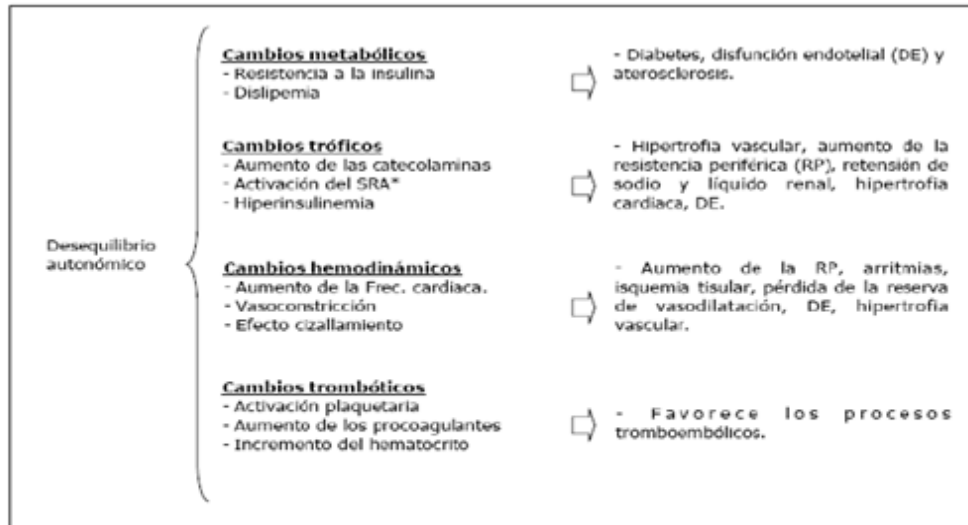 Desequilibrio
autonómico
Cambios metabólicos
- Resistencia a la insulina
- Dislipemia
- Diabetes, disfunción endotelial (DE) y
aterosclerosis.
Cambios tróficos
- Aumento de las catecolaminas
- Activación del SRA*
- Hiperinsulinemia
- Hipertrofia vascular, aumento de la
resistencia periférica (RP), retensión de
sodio y líquido renal, hipertrofia
cardiaca, DE.
Cambios hemodinámicos
- Aumento de la Frec. cardiaca.
- Vasoconstricción
- Efecto cizallamiento
- Aumento de la RP, arritmias,
isquemia tisular, pérdida de la reserva
de vasodilatación, DE, hipertrofia
vascular.
Cambios trombóticos
- Activación plaquetaria
- Aumento de los procoagulantes
- Incremento del hematocrito
- Favorece los procesos
tromboembólicos.